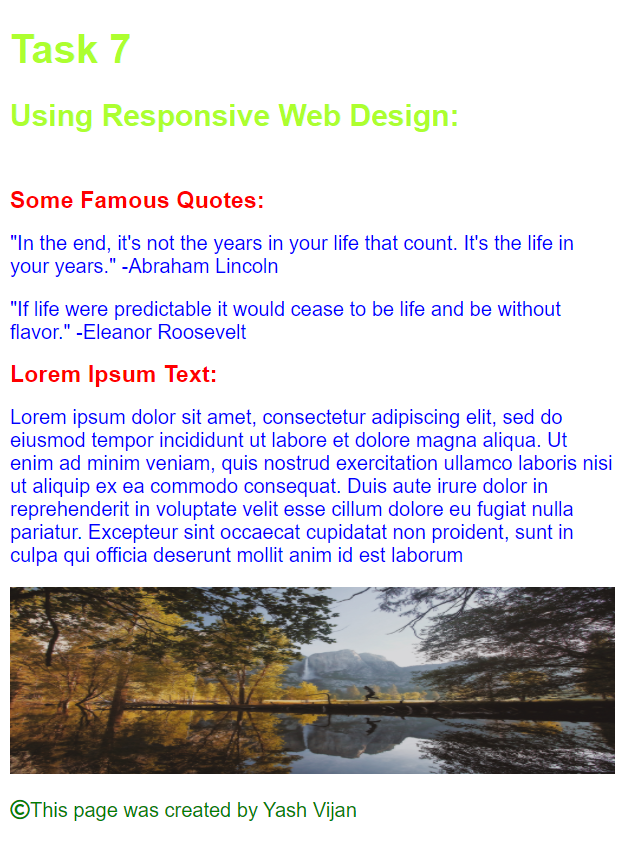 Task 7
Using Responsive Web Design:
Some Famous Quotes:
"In the end, it's not the years in your life that count. It's the life in
your years." -Abraham Lincoln
"If life were predictable it would cease to be life and be without
flavor." -Eleanor Roosevelt
Lorem Ipsum Text:
Lorem ipsum dolor sit amet, consectetur adipiscing elit, sed do
eiusmod tempor incididunt ut labore et dolore magna aliqua. Ut
enim ad minim veniam, quis nostrud exercitation ullamco laboris nisi
ut aliquip ex ea commodo consequat. Duis aute irure dolor in
reprehenderit in voluptate velit esse cillum dolore eu fugiat nulla
pariatur. Excepteur sint occaecat cupidatat non proident, sunt in
culpa qui officia deserunt mollit anim id est laborum
©This page was created by Yash Vijan